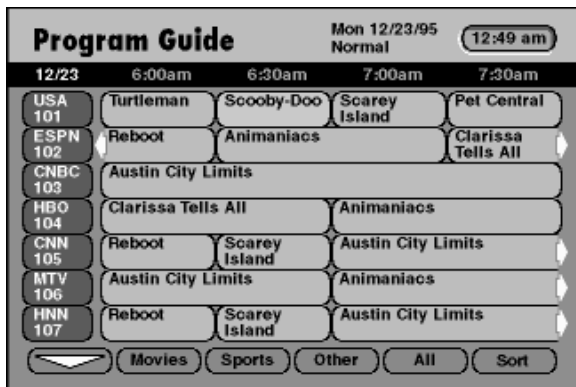 Program Guide
Mon 12/23/95
Normal
12:49 am
12/23 6:00am 6:30am 7:00am 7:30am
USA
101
Turtleman
Scooby-Doo
Scarey
Island
Pet Central
ESPN
102
Reboot
Animaniacs
Clarissa
Tells All
CNBC
103
Austin City Limits
HBO
104
Clarissa Tells All
Animaniacs
CNN
105
Reboot
Scarey
Island
Austin City Limits
MTV
106
Austin City Limits
Animaniacs
HNN
107
Reboot
Scarey
Island
Austin City Limits
Movies Sports Other All Sort